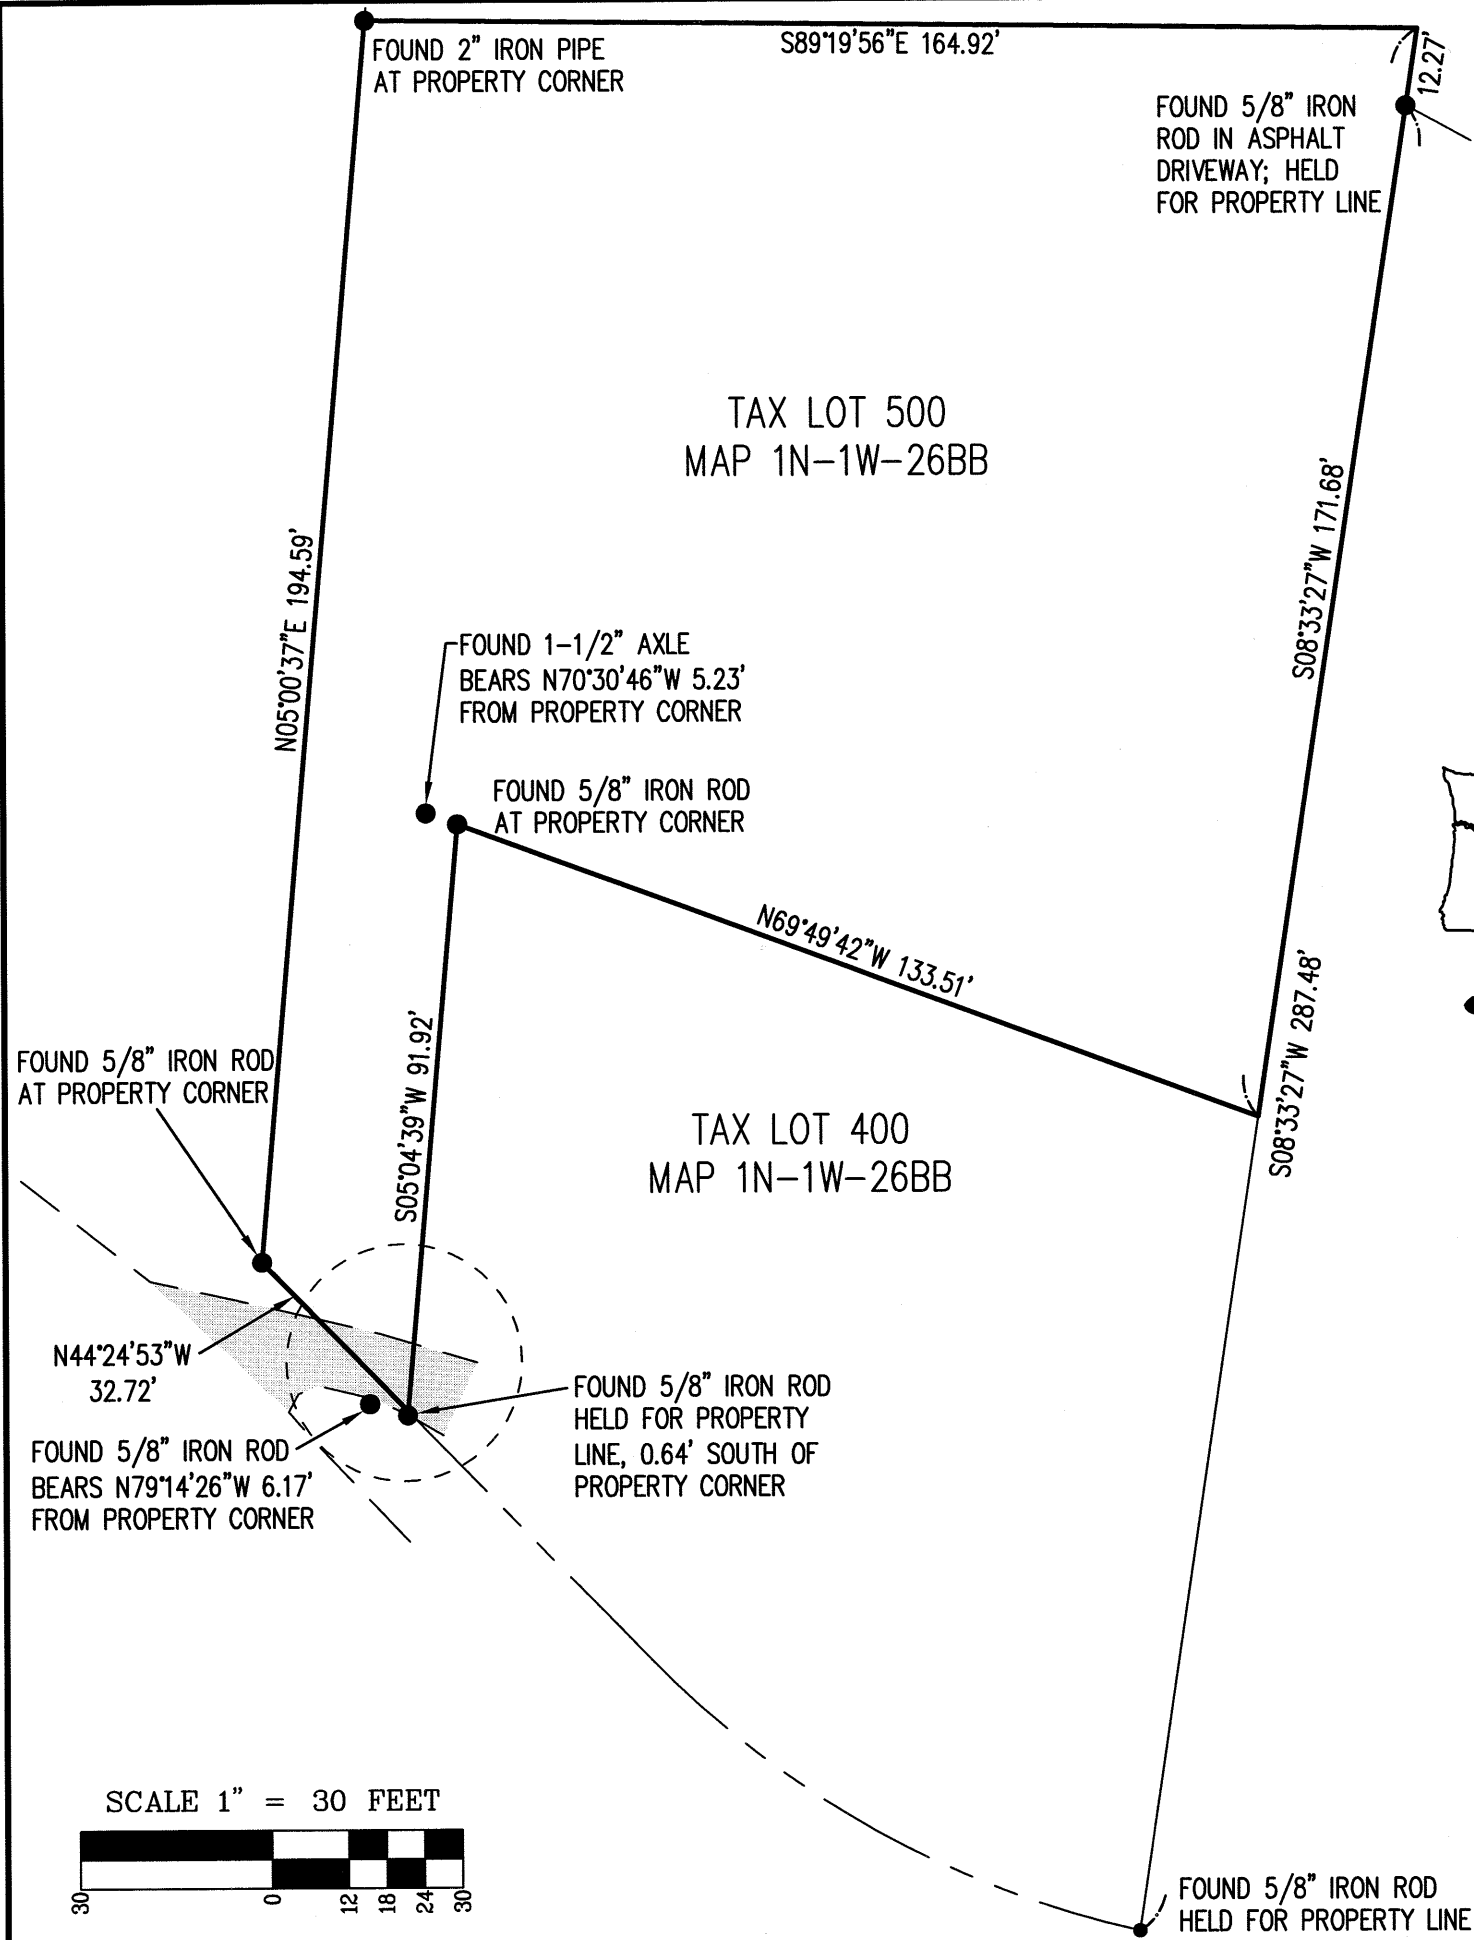 FOUND 2" IRON PIPE
AT PROPERTY CORNER
S89°19'56"E 164.92'
12.27'
FOUND 5/8" IRON
ROD IN ASPHALT
DRIVEWAY; HELD
FOR PROPERTY LINE
TAX LOT 500
MAP 1N-1W-26BB
S08°33'27"W 171.68'
N05°00'37"E 194.59'
FOUND 1-1/2" AXLE
BEARS N70°30'46"W 5.23'
FROM PROPERTY CORNER
FOUND 5/8" IRON ROD
AT PROPERTY CORNER
N69°49'42"W 133.51'
S08°33'27"W 287.48'
S05°04'39"W 91.92'
FOUND 5/8" IRON ROD
AT PROPERTY CORNER
TAX LOT 400
MAP 1N-1W-26BB
N44°24'53"W
32.72'
FOUND 5/8" IRON ROD
HELD FOR PROPERTY
LINE, 0.64' SOUTH OF
PROPERTY CORNER
FOUND 5/8" IRON ROD
BEARS N79°14'26"W 6.17'
FROM PROPERTY CORNER
SCALE 1" = 30 FEET
30 0 12 18 24 30
FOUND 5/8" IRON ROD
HELD FOR PROPERTY LINE